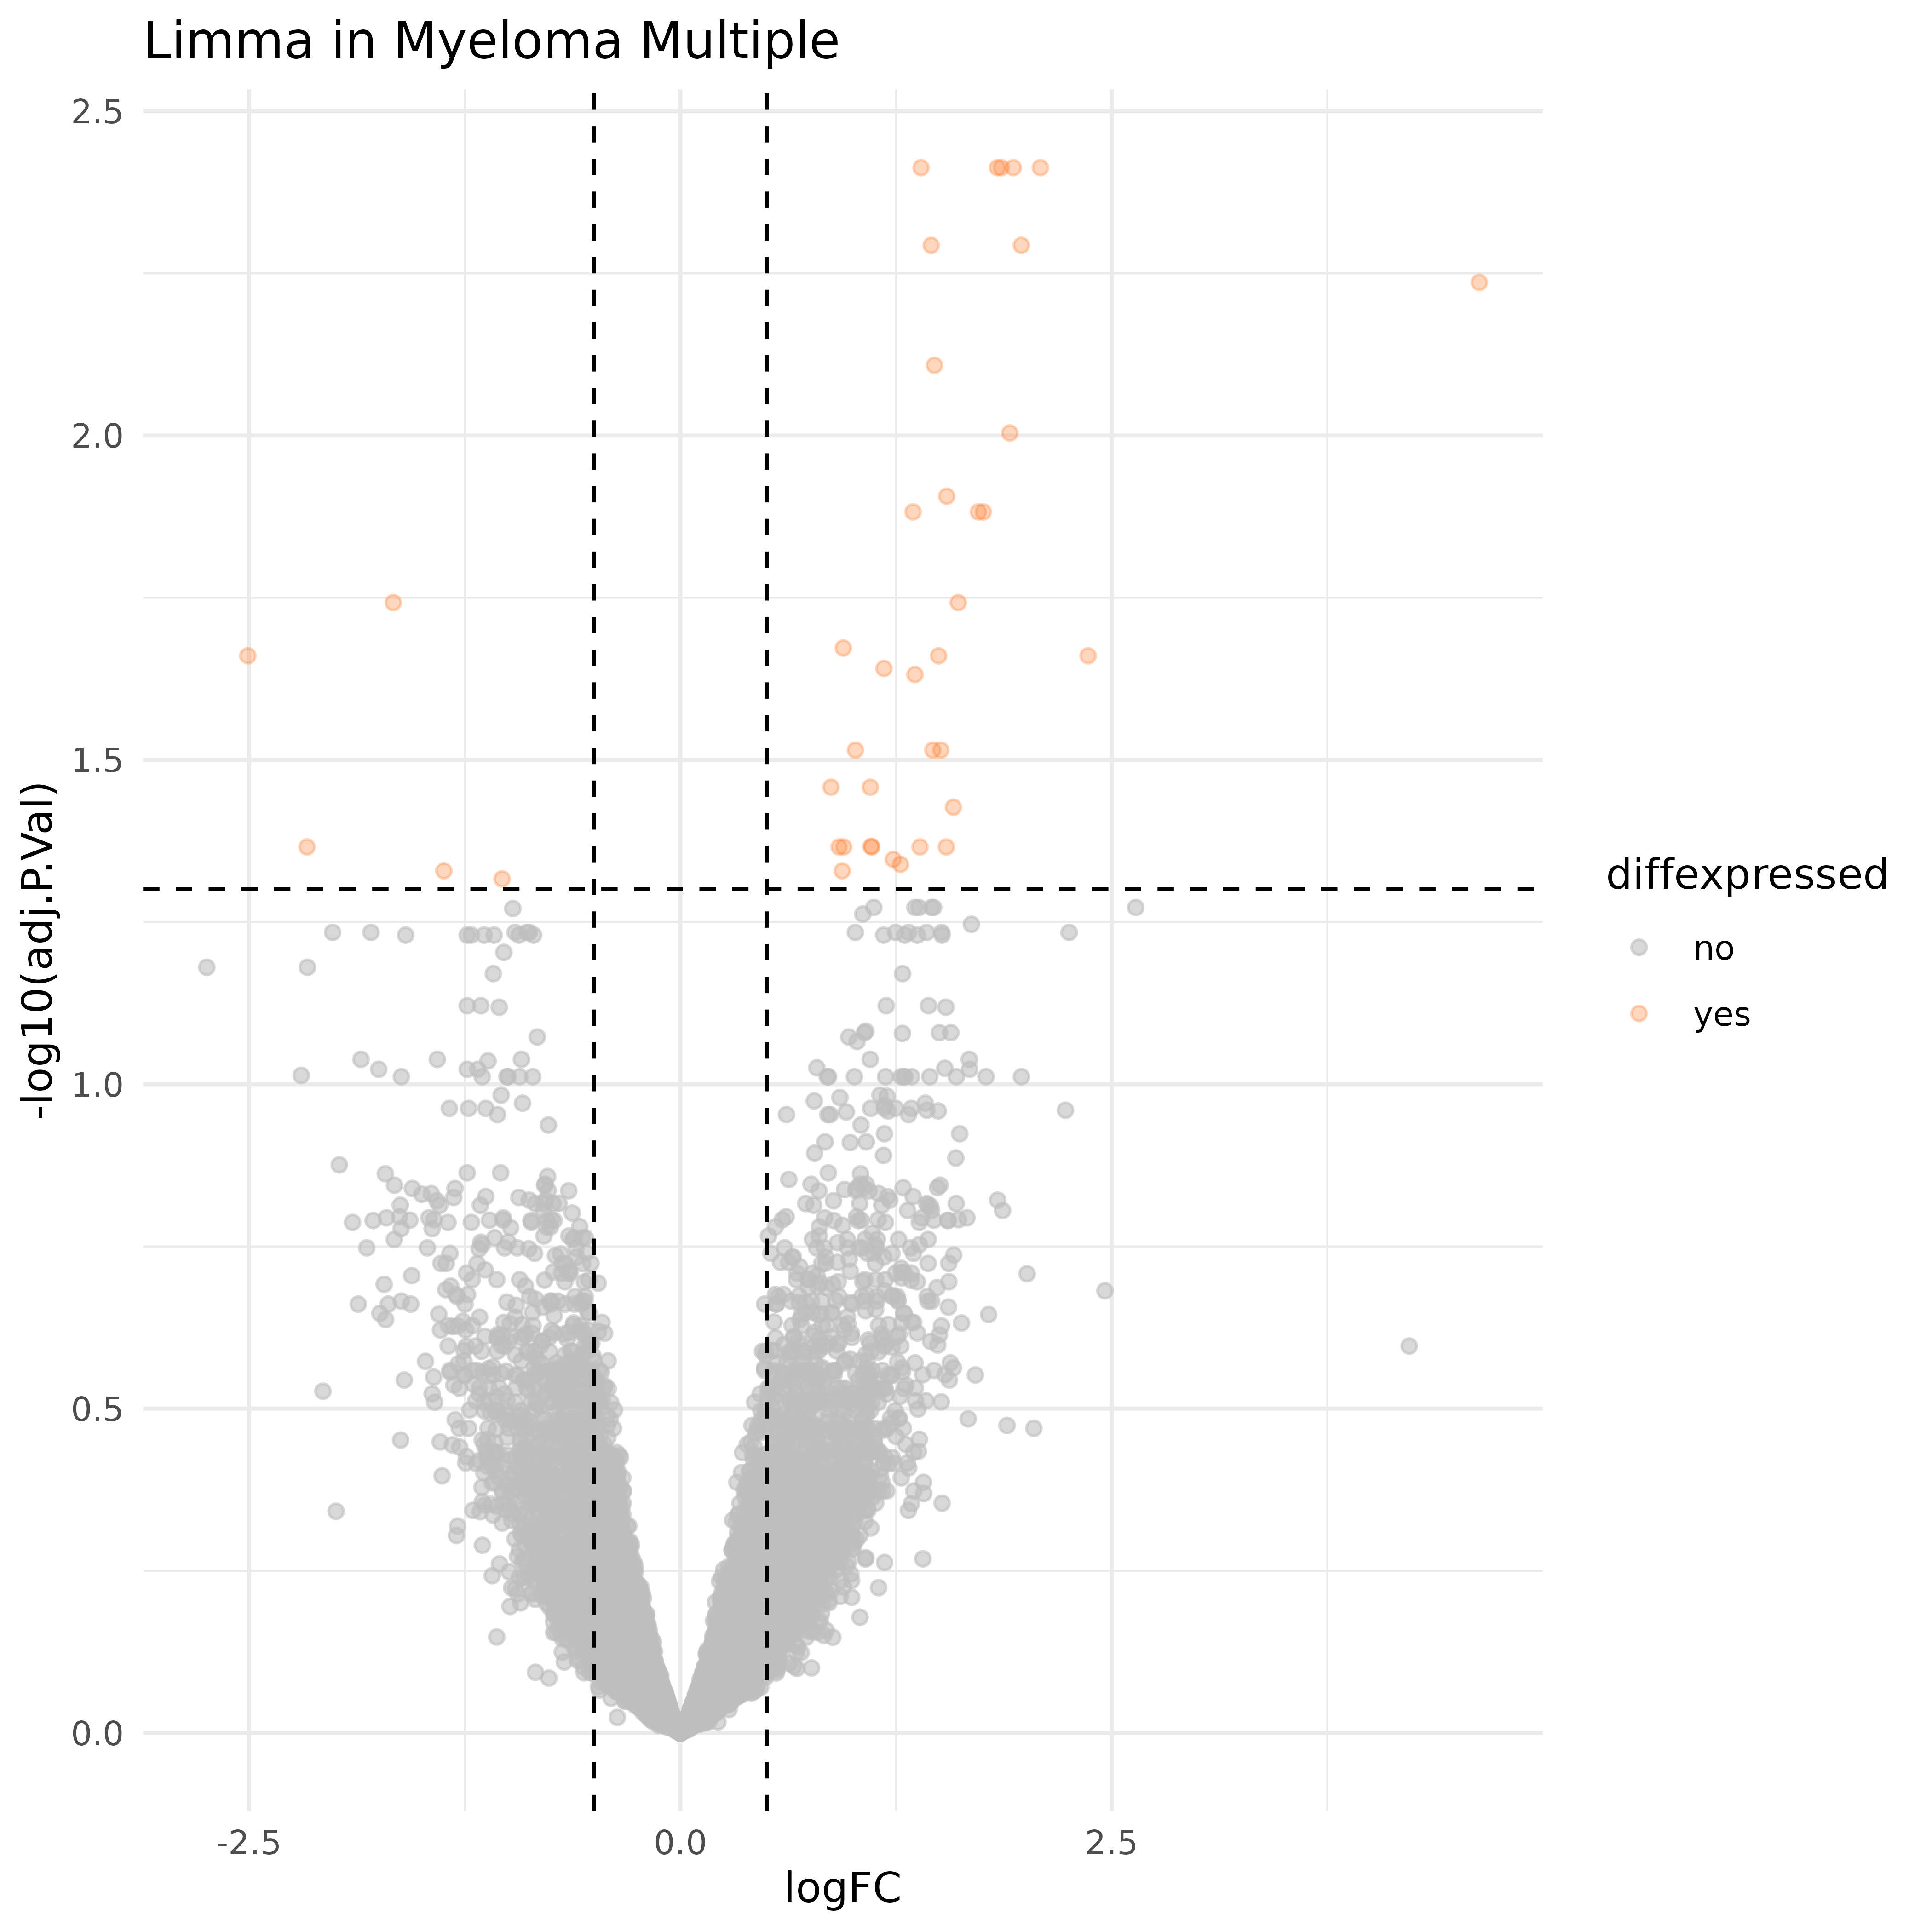 Limma in Myeloma Multiple
2.5
2.0
1.5
1.0
0.5
0.0
-log10(adj.P.Val)
-2.5
0.0
2.5
logFC
diffexpressed
no
yes